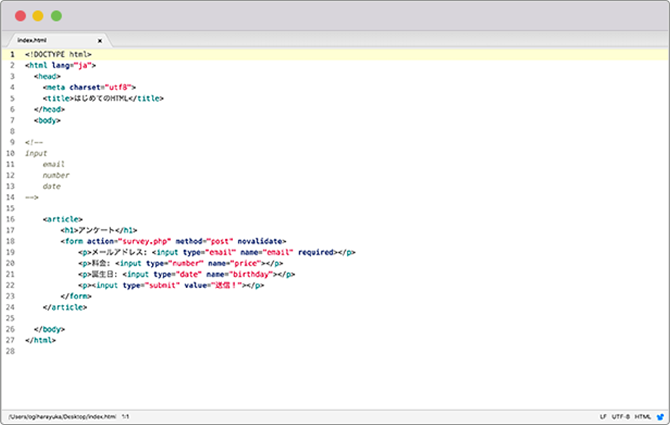 index.html ×
1 <!DOCTYPE html>
2 <html lang="ja">
3 <head>
4 <meta charset="utf8">
5 <title>はじめてのHTML</title>
6 </head>
7 <body>
8
9 <!--
10 input
11 email
12 number
13 date
14 -->
15
16 <article>
17 <h1>アンケート</h1>
18 <form action="survey.php" method="post" novalidate>
19 <p>メールアドレス: <input type="email" name="email" required></p>
20 <p>料金: <input type="number" name="price"></p>
21 <p>誕生日: <input type="date" name="birthday"></p>
22 <p><input type="submit" value="送信！"></p>
23 </form>
24 </article>
25
26 </body>
27 </html>
28
/Users/ogiharayuka/Desktop/index.html 1:1 LF UTF-8 HTML